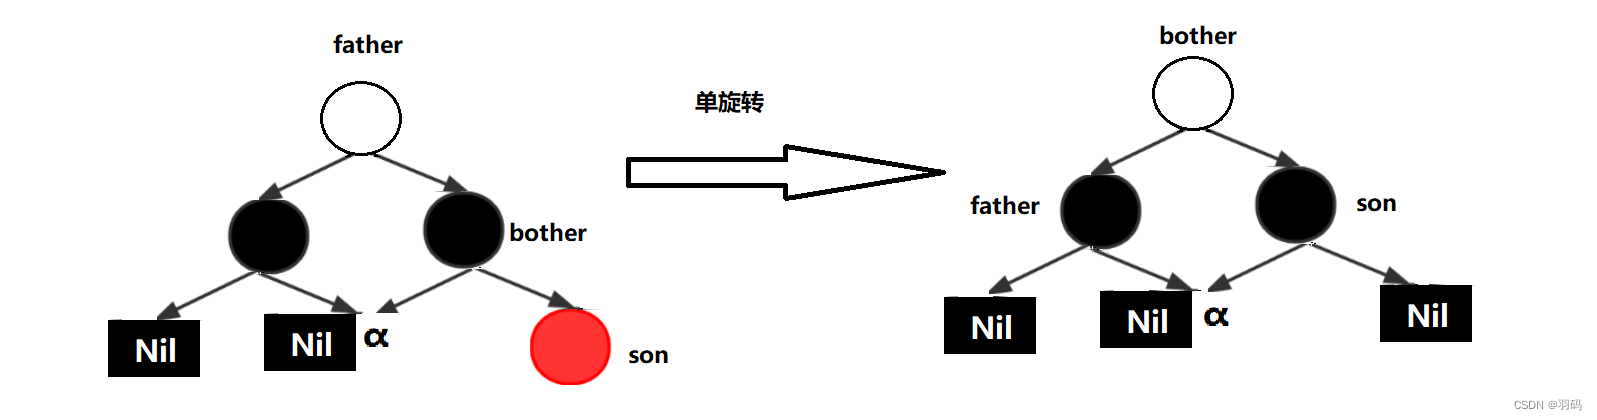 father
bother
单旋转
bother
father
son
Nil
Nil
α
son
Nil
Nil
α
Nil
CSDN @羽码